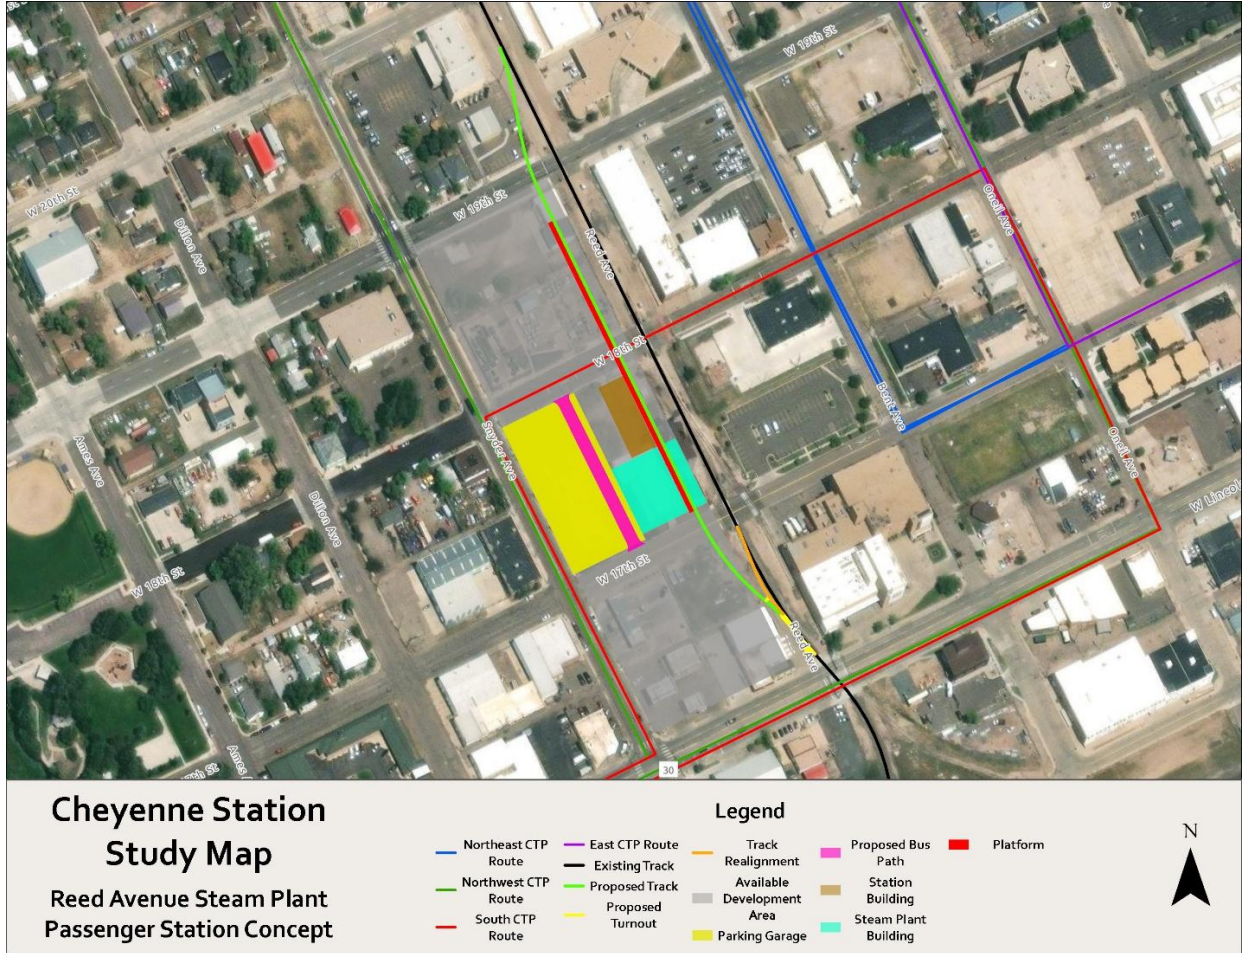 W 19th St
W 20th St
W 19th St
Oneil Ave
Dillon Ave
Reed Ave
W 18th St
Bent Ave
Snyder Ave
Oneil Ave
Ames Ave
W Lincol
Dillon Ave
W 18th St
W 17th St
Reed Ave
Ames A
7th St
30
Cheyenne Station
Study Map
Reed Avenue Steam Plant
Passenger Station Concept
Legend
Northeast CTP
Route
Northwest CTP
Route
South CTP
Route
East CTP Route
Existing Track
Proposed Track
Proposed
Turnout
Track
Realignment
Available
Development
Area
Parking Garage
Proposed Bus
Path
Station
Building
Steam Plant
Building
Platform
N